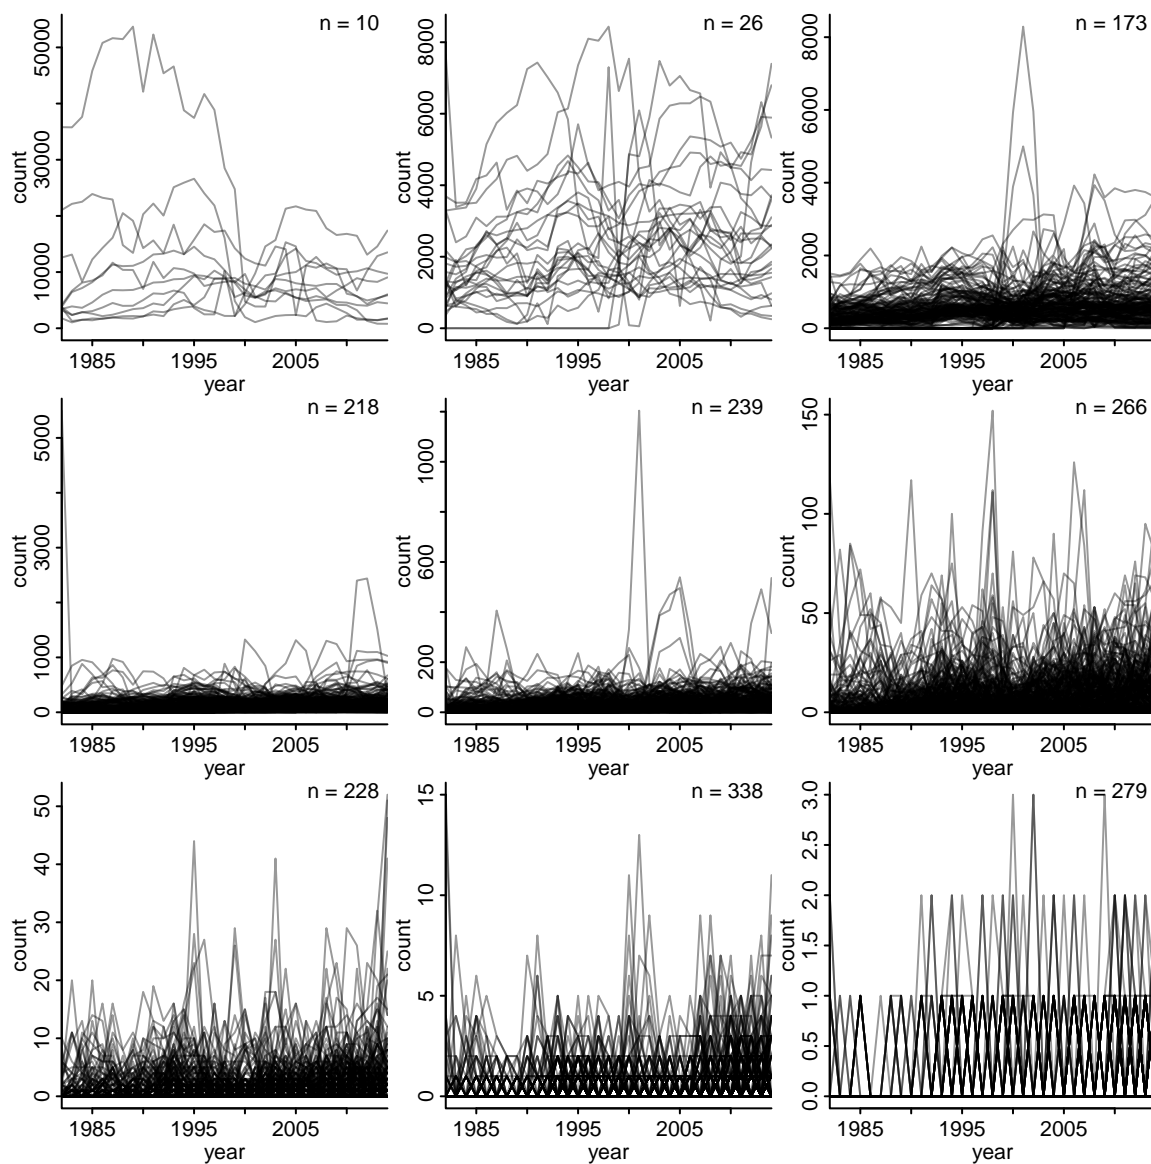 n = 10
count
0
10000
30000
50000
1985
1995
2005
year
n = 26
count
0
2000
4000
6000
8000
1985
1995
2005
year
n = 173
count
0
2000
4000
6000
8000
1985
1995
2005
year
n = 218
count
0
1000
3000
5000
1985
1995
2005
year
n = 239
count
0
200
600
1000
1985
1995
2005
year
n = 266
count
0
50
100
150
1985
1995
2005
year
n = 228
count
0
10
20
30
40
50
1985
1995
2005
year
n = 338
count
0
5
10
15
1985
1995
2005
year
n = 279
count
0.0
0.5
1.0
1.5
2.0
2.5
3.0
1985
1995
2005
year